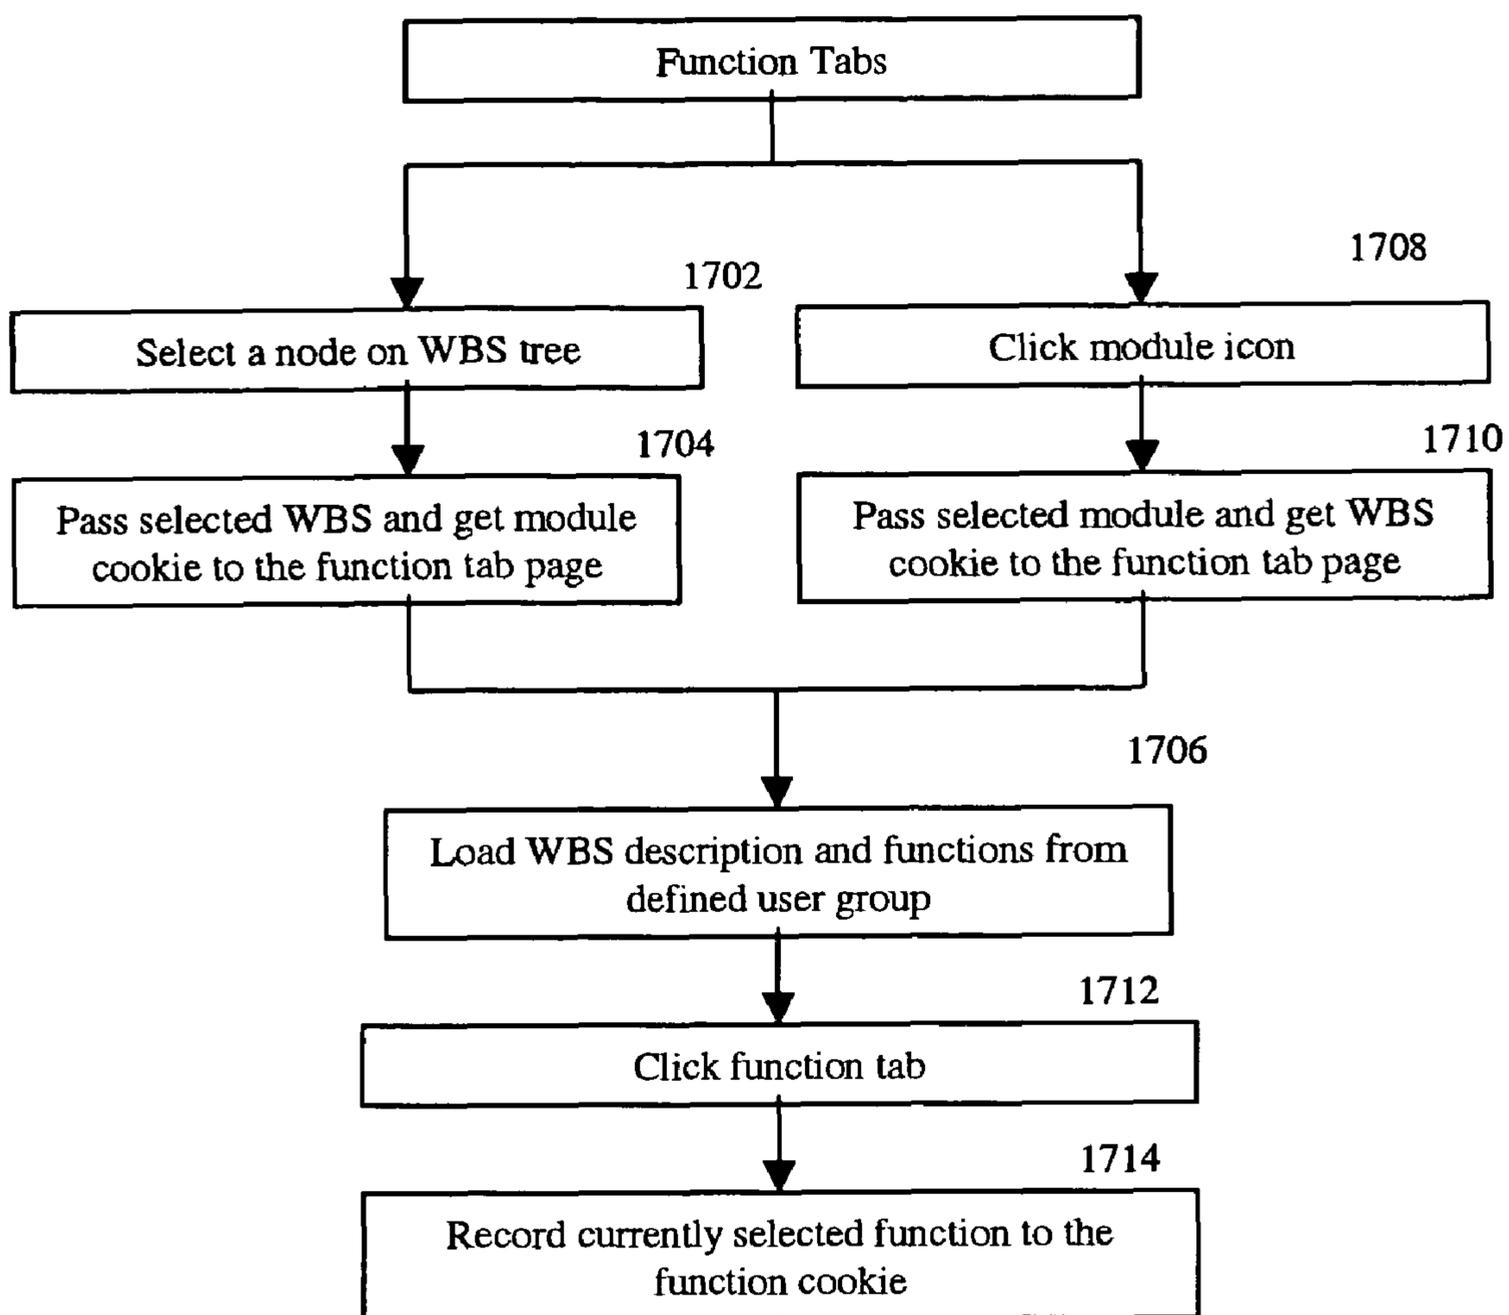 Function Tabs
1708
1702
Select a node on WBS tree
Click module icon
1704
1710
Pass selected WBS and get module
cookie to the function tab page
Pass selected module and get WBS
cookie to the function tab page
1706
Load WBS description and functions from
defined user group
1712
Click function tab
1714
Record currently selected function to the
function cookie